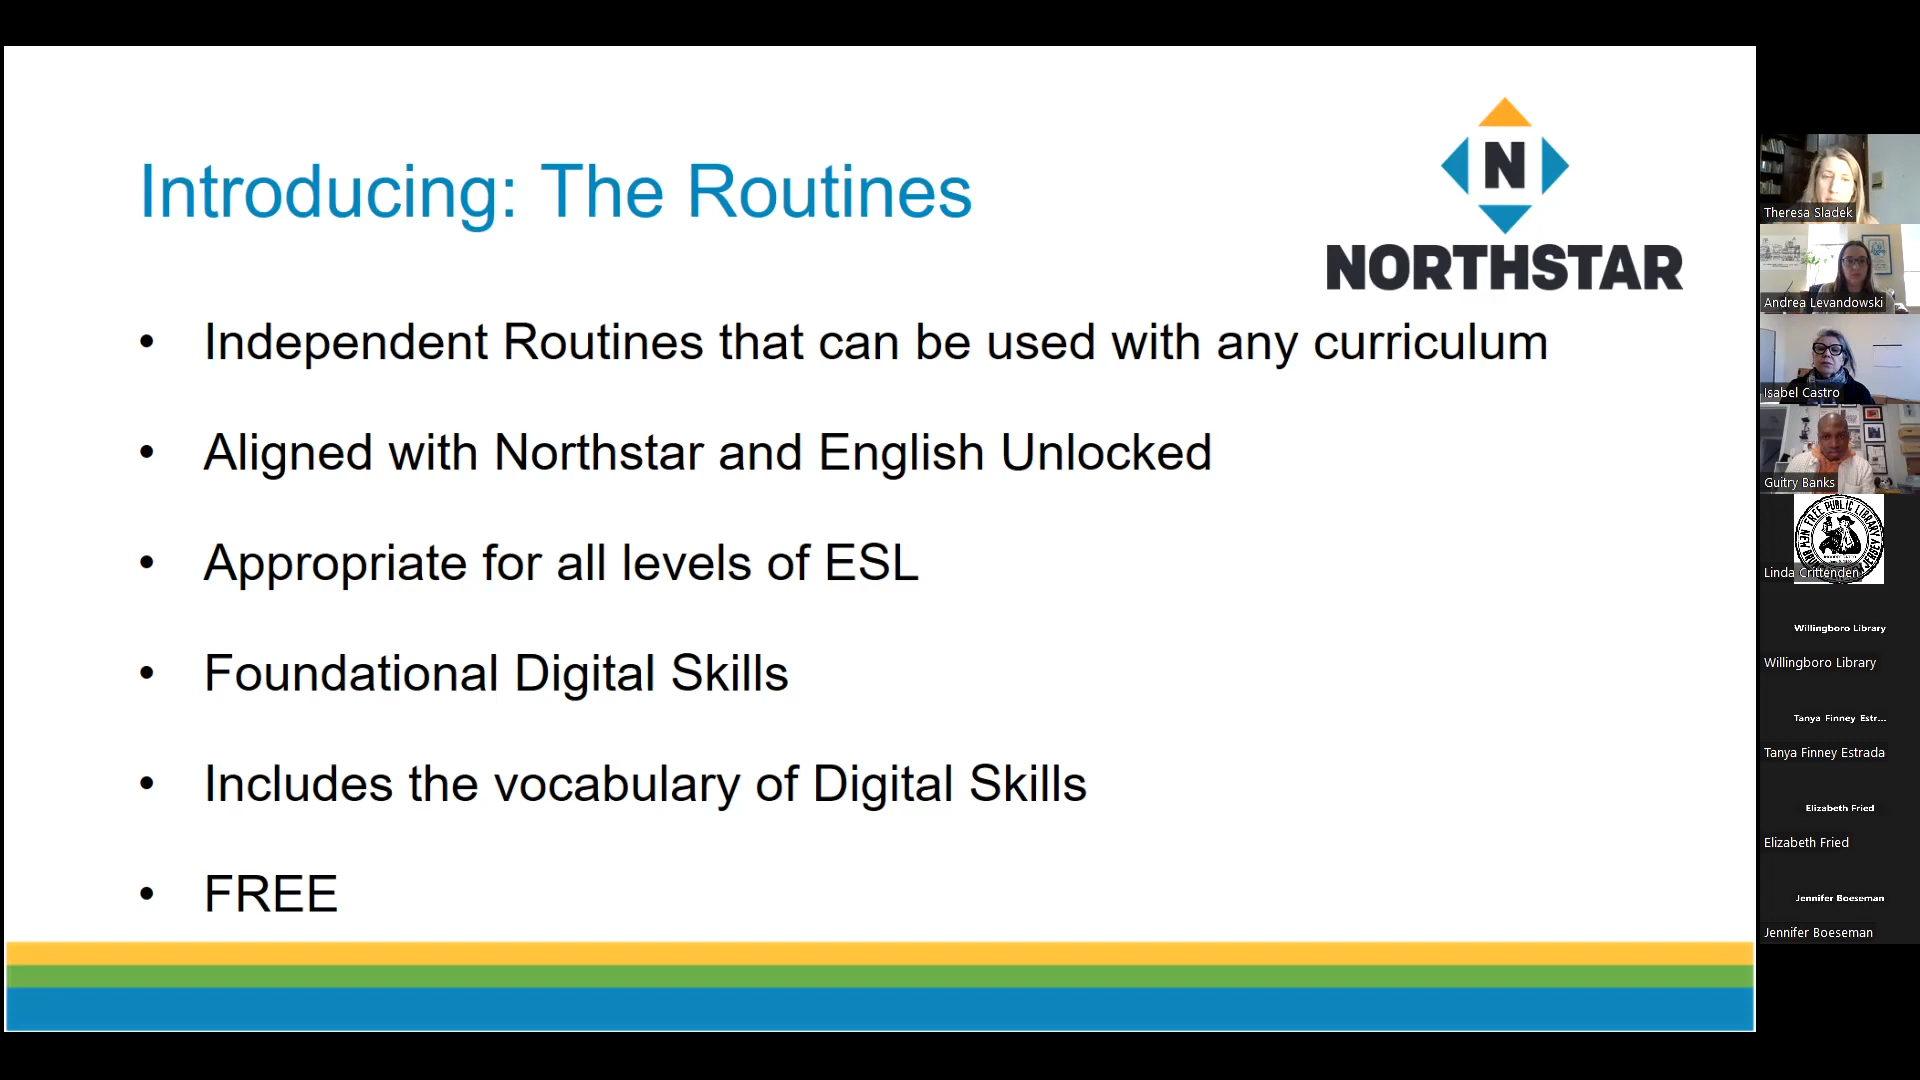 Introducing: The Routines
N
NORTHSTAR
• Independent Routines that can be used with any curriculum
• Aligned with Northstar and English Unlocked
• Appropriate for all levels of ESL
• Foundational Digital Skills
• Includes the vocabulary of Digital Skills
• FREE
Theresa Sladek
Andrea Levandowski
Isabel Castro
Guitry Banks
FREE PUBLIC LIBRARY
Linda Crittenden
Willingboro Library
Willingboro Library
Tanya Finney Estr...
Tanya Finney Estrada
Elizabeth Fried
Elizabeth Fried
Jennifer Boeseman
Jennifer Boeseman